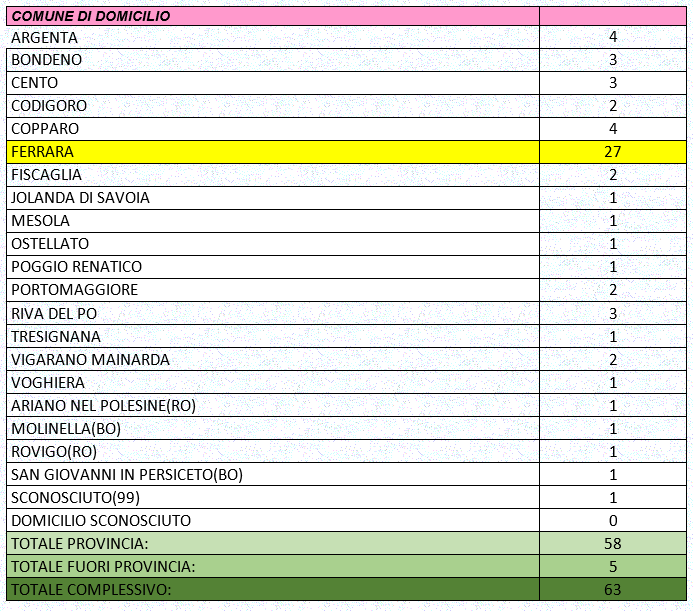 COMUNE DI DOMICILIO
ARGENTA 4
BONDENO 3
CENTO 3
CODIGORO 2
COPPARO 4
FERRARA 27
FISCAGLIA 2
JOLANDA DI SAVOIA 1
MESOLA 1
OSTELLATO 1
POGGIO RENATICO 1
PORTOMAGGIORE 2
RIVA DEL PO 3
TRESIGNANA 1
VIGARANO MAINARDA 2
VOGHIERA 1
ARIANO NEL POLESINE(RO) 1
MOLINELLA(BO) 1
ROVIGO(RO) 1
SAN GIOVANNI IN PERSICETO(BO) 1
SCONOSCIUTO(99) 1
DOMICILIO SCONOSCIUTO 0
TOTALE PROVINCIA: 58
TOTALE FUORI PROVINCIA: 5
TOTALE COMPLESSIVO: 63